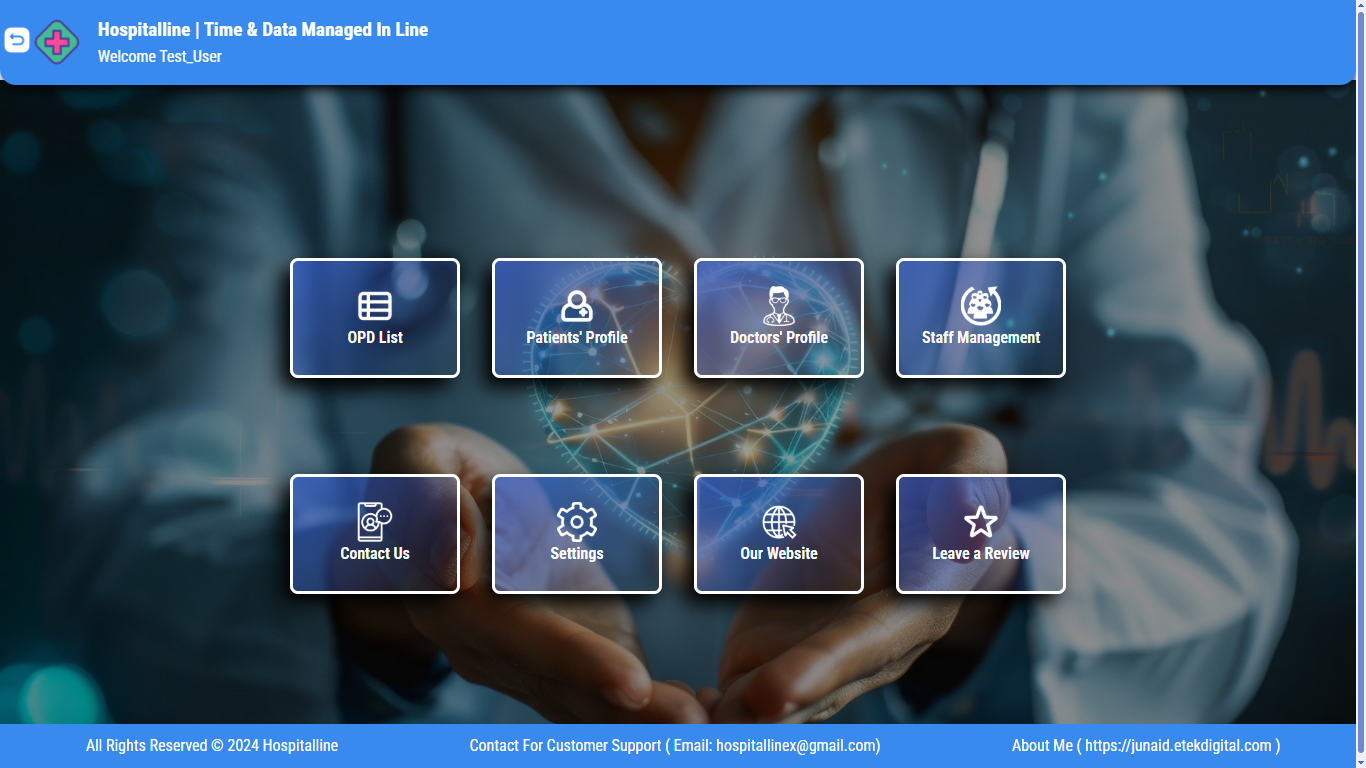 Hospitalline | Time & Data Managed In Line
Welcome Test_User
OPD List
Patients' Profile
Doctors' Profile
Staff Management
Contact Us
Settings
Our Website
Leave a Review
All Rights Reserved © 2024 Hospitalline
Contact For Customer Support ( Email: hospitallinex@gmail.com)
About Me ( https://junaid.etekdigital.com )